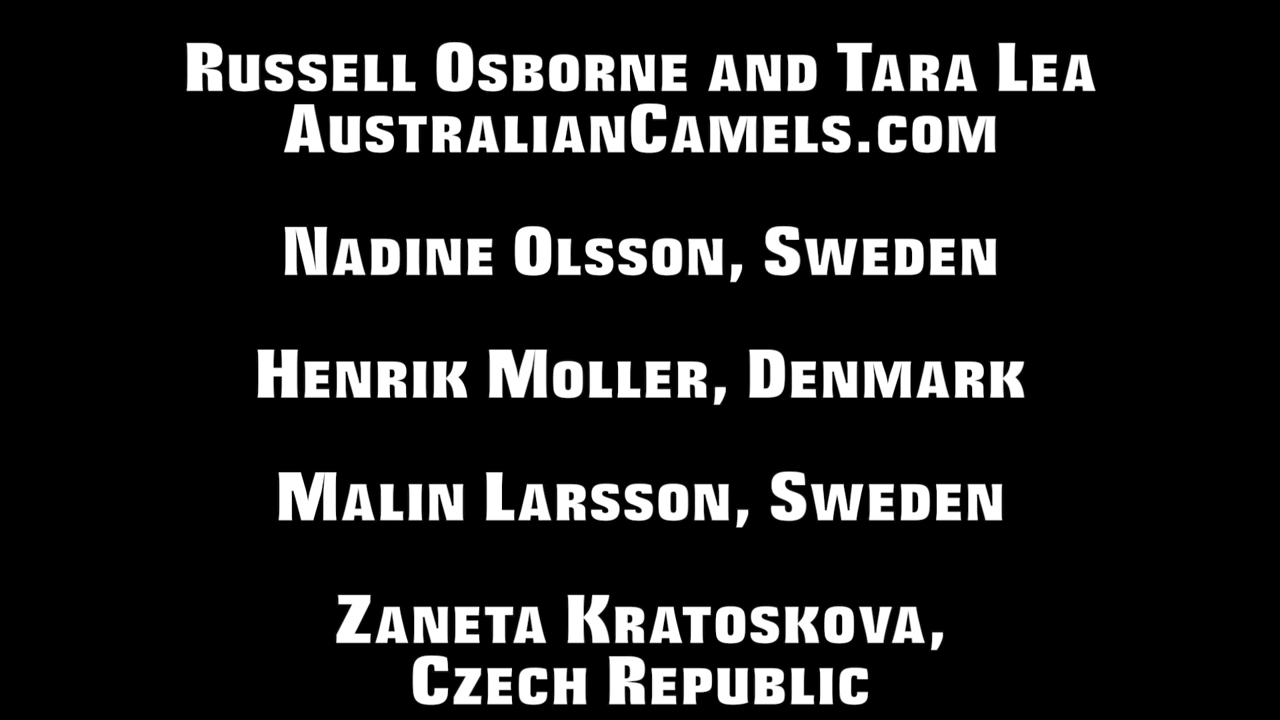 Russell Osborne and Tara Lea
AustralianCamels.com
Nadine Olsson, Sweden
Henrik Moller, Denmark
Malin Larsson, Sweden
Zaneta Kratoskova,
Czech Republic